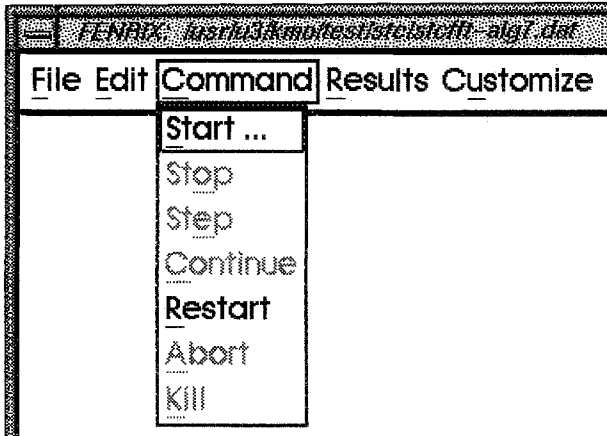 FENRIX:
File Edit Command Results Customize
Start ...
Stop
Step
Continue
Restart
Abort
Kill